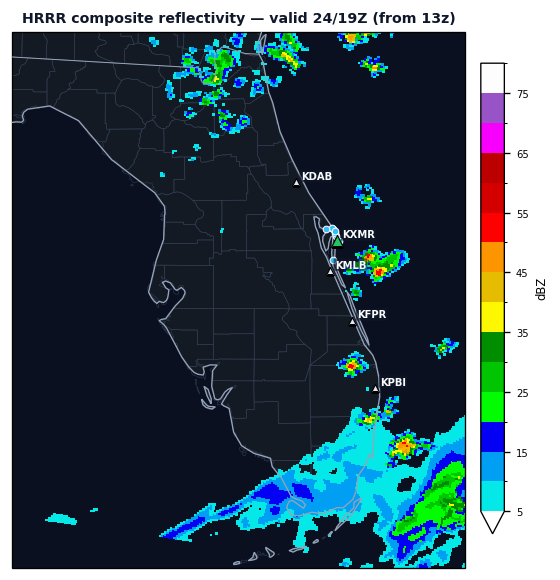 HRRR composite reflectivity — valid 24/19Z (from 13z)
KDAB
KXMR
KMLB
KFPR
KPBI
75
65
55
45
35
25
15
5
dBZ